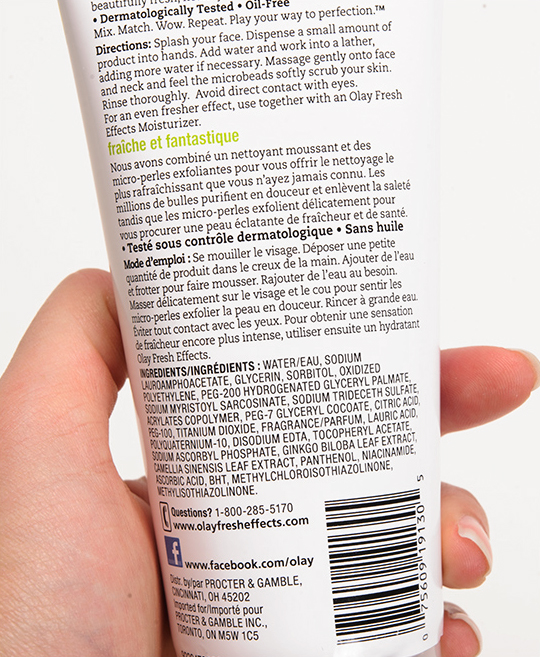 beautifully fresh,
• Dermatologically Tested • Oil-Free
Mix. Match. Wow. Repeat. Play your way to perfection.™
Directions: Splash your face. Dispense a small amount of
product into hands. Add water and work into a lather,
adding more water if necessary. Massage gently onto face
and neck and feel the microbeads softly scrub your skin.
Rinse thoroughly. Avoid direct contact with eyes.
For an even fresher effect, use together with an Olay Fresh
Effects Moisturizer.
fraîche et fantastique
Nous avons combiné un nettoyant moussant et des
micro-perles exfoliantes pour vous offrir le nettoyage le
plus rafraîchissant que vous n'ayez jamais connu. Les
millions de bulles purifient en douceur et enlèvent la saleté
tandis que les micro-perles exfolient délicatement pour
vous procurer une peau éclatante de fraîcheur et de santé.
• Testé sous contrôle dermatologique • Sans huile
Mode d'emploi : Se mouiller le visage. Déposer une petite
quantité de produit dans le creux de la main. Ajouter de l'eau
et frotter pour faire mousser. Rajouter de l'eau au besoin.
Masser délicatement sur le visage et le cou pour sentir les
micro-perles exfolier la peau en douceur. Rincer à grande eau.
Éviter tout contact avec les yeux. Pour obtenir une sensation
de fraîcheur encore plus intense, utiliser ensuite un hydratant
Olay Fresh Effects.
INGREDIENTS/INGRÉDIENTS : WATER/EAU, SODIUM
LAUROAMPHOACETATE, GLYCERIN, SORBITOL, OXIDIZED
POLYETHYLENE, PEG-200 HYDROGENATED GLYCERYL PALMATE,
SODIUM MYRISTOYL SARCOSINATE, SODIUM TRIDECETH SULFATE,
ACRYLATES COPOLYMER, PEG-7 GLYCERYL COCOATE, CITRIC ACID,
PEG-100, TITANIUM DIOXIDE, FRAGRANCE/PARFUM, LAURIC ACID,
POLYQUATERNIUM-10, DISODIUM EDTA, TOCOPHERYL ACETATE,
SODIUM ASCORBYL PHOSPHATE, GINKGO BILOBA LEAF EXTRACT,
CAMELLIA SINENSIS LEAF EXTRACT, PANTHENOL, NIACINAMIDE,
ASCORBIC ACID, BHT, METHYLCHLOROISOTHIAZOLINONE,
METHYLISOTHIAZOLINONE.
Questions? 1-800-285-5170
www.olayfresheffects.com
f www.facebook.com/olay
Distr. by/par PROCTER & GAMBLE,
CINCINNATI, OH 45202
Imported for/Importé pour
PROCTER & GAMBLE INC.,
TORONTO, ON M5W 1C5
0 75609 19130 5